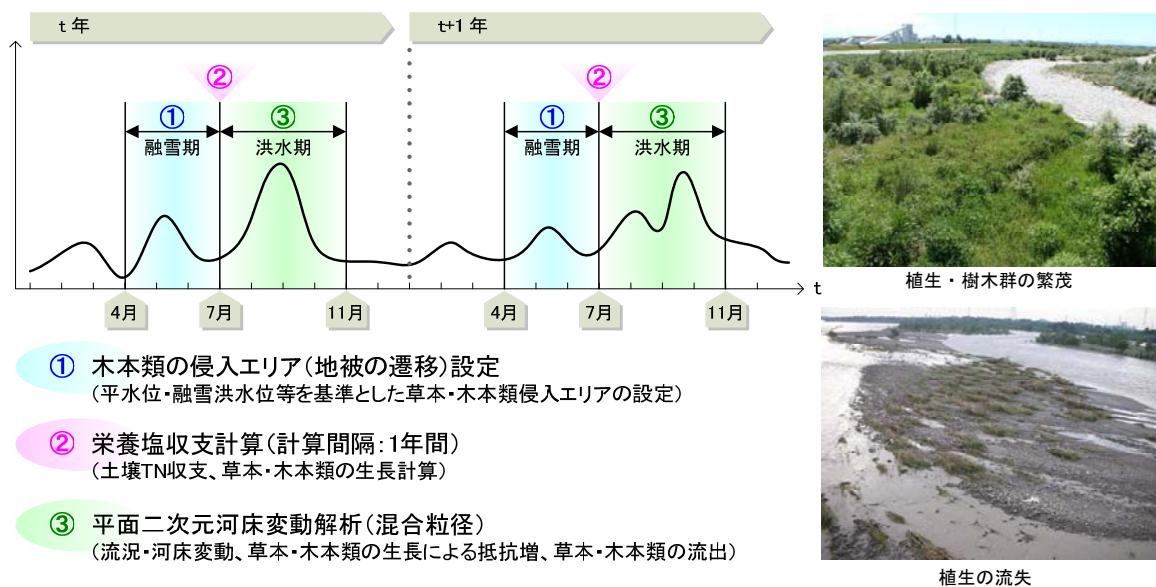 t 年
t+1 年
②
②
①
③
①
③
融雪期
洪水期
融雪期
洪水期
t
4月
7月
11月
4月
7月
11月
植生・樹木群の繁茂
① 木本類の侵入エリア(地被の遷移)設定
(平水位・融雪洪水位等を基準とした草本・木本類侵入エリアの設定)
② 栄養塩収支計算(計算間隔:1年間)
(土壌TN収支、草本・木本類の生長計算)
③ 平面二次元河床変動解析(混合粒径)
(流況・河床変動、草本・木本類の生長による抵抗増、草本・木本類の流出)
植生の流失